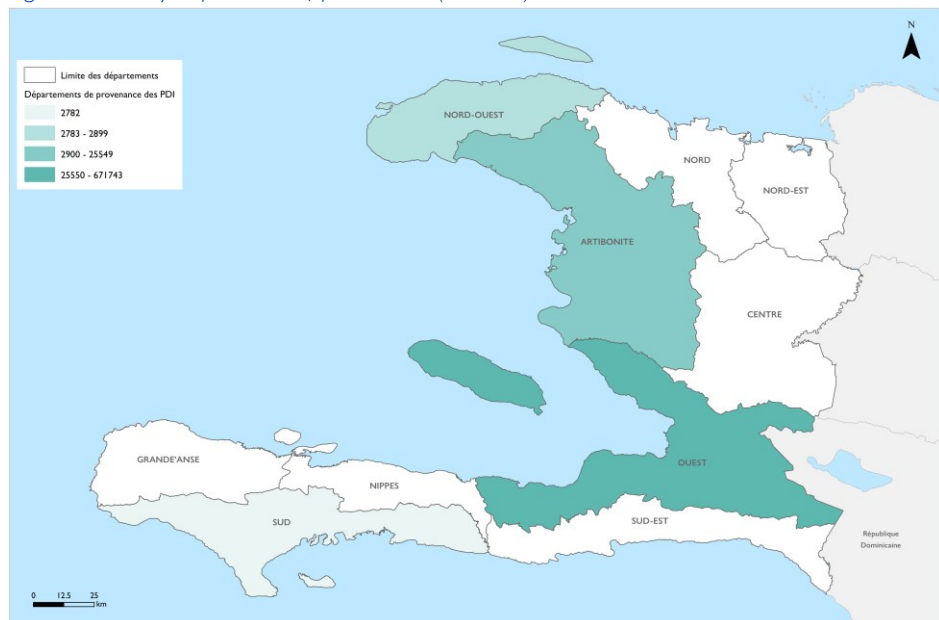 N
Limite des départements
Départements de provenance des PDI
2782
2783 - 2899
2900 - 25549
25550 - 671743
NORD-OUEST
NORD
NORD-EST
ARTIBONITE
CENTRE
GRANDE'ANSE
NIPPES
OUEST
SUD
SUD-EST
République
Dominicaine
0 12.5 25
km